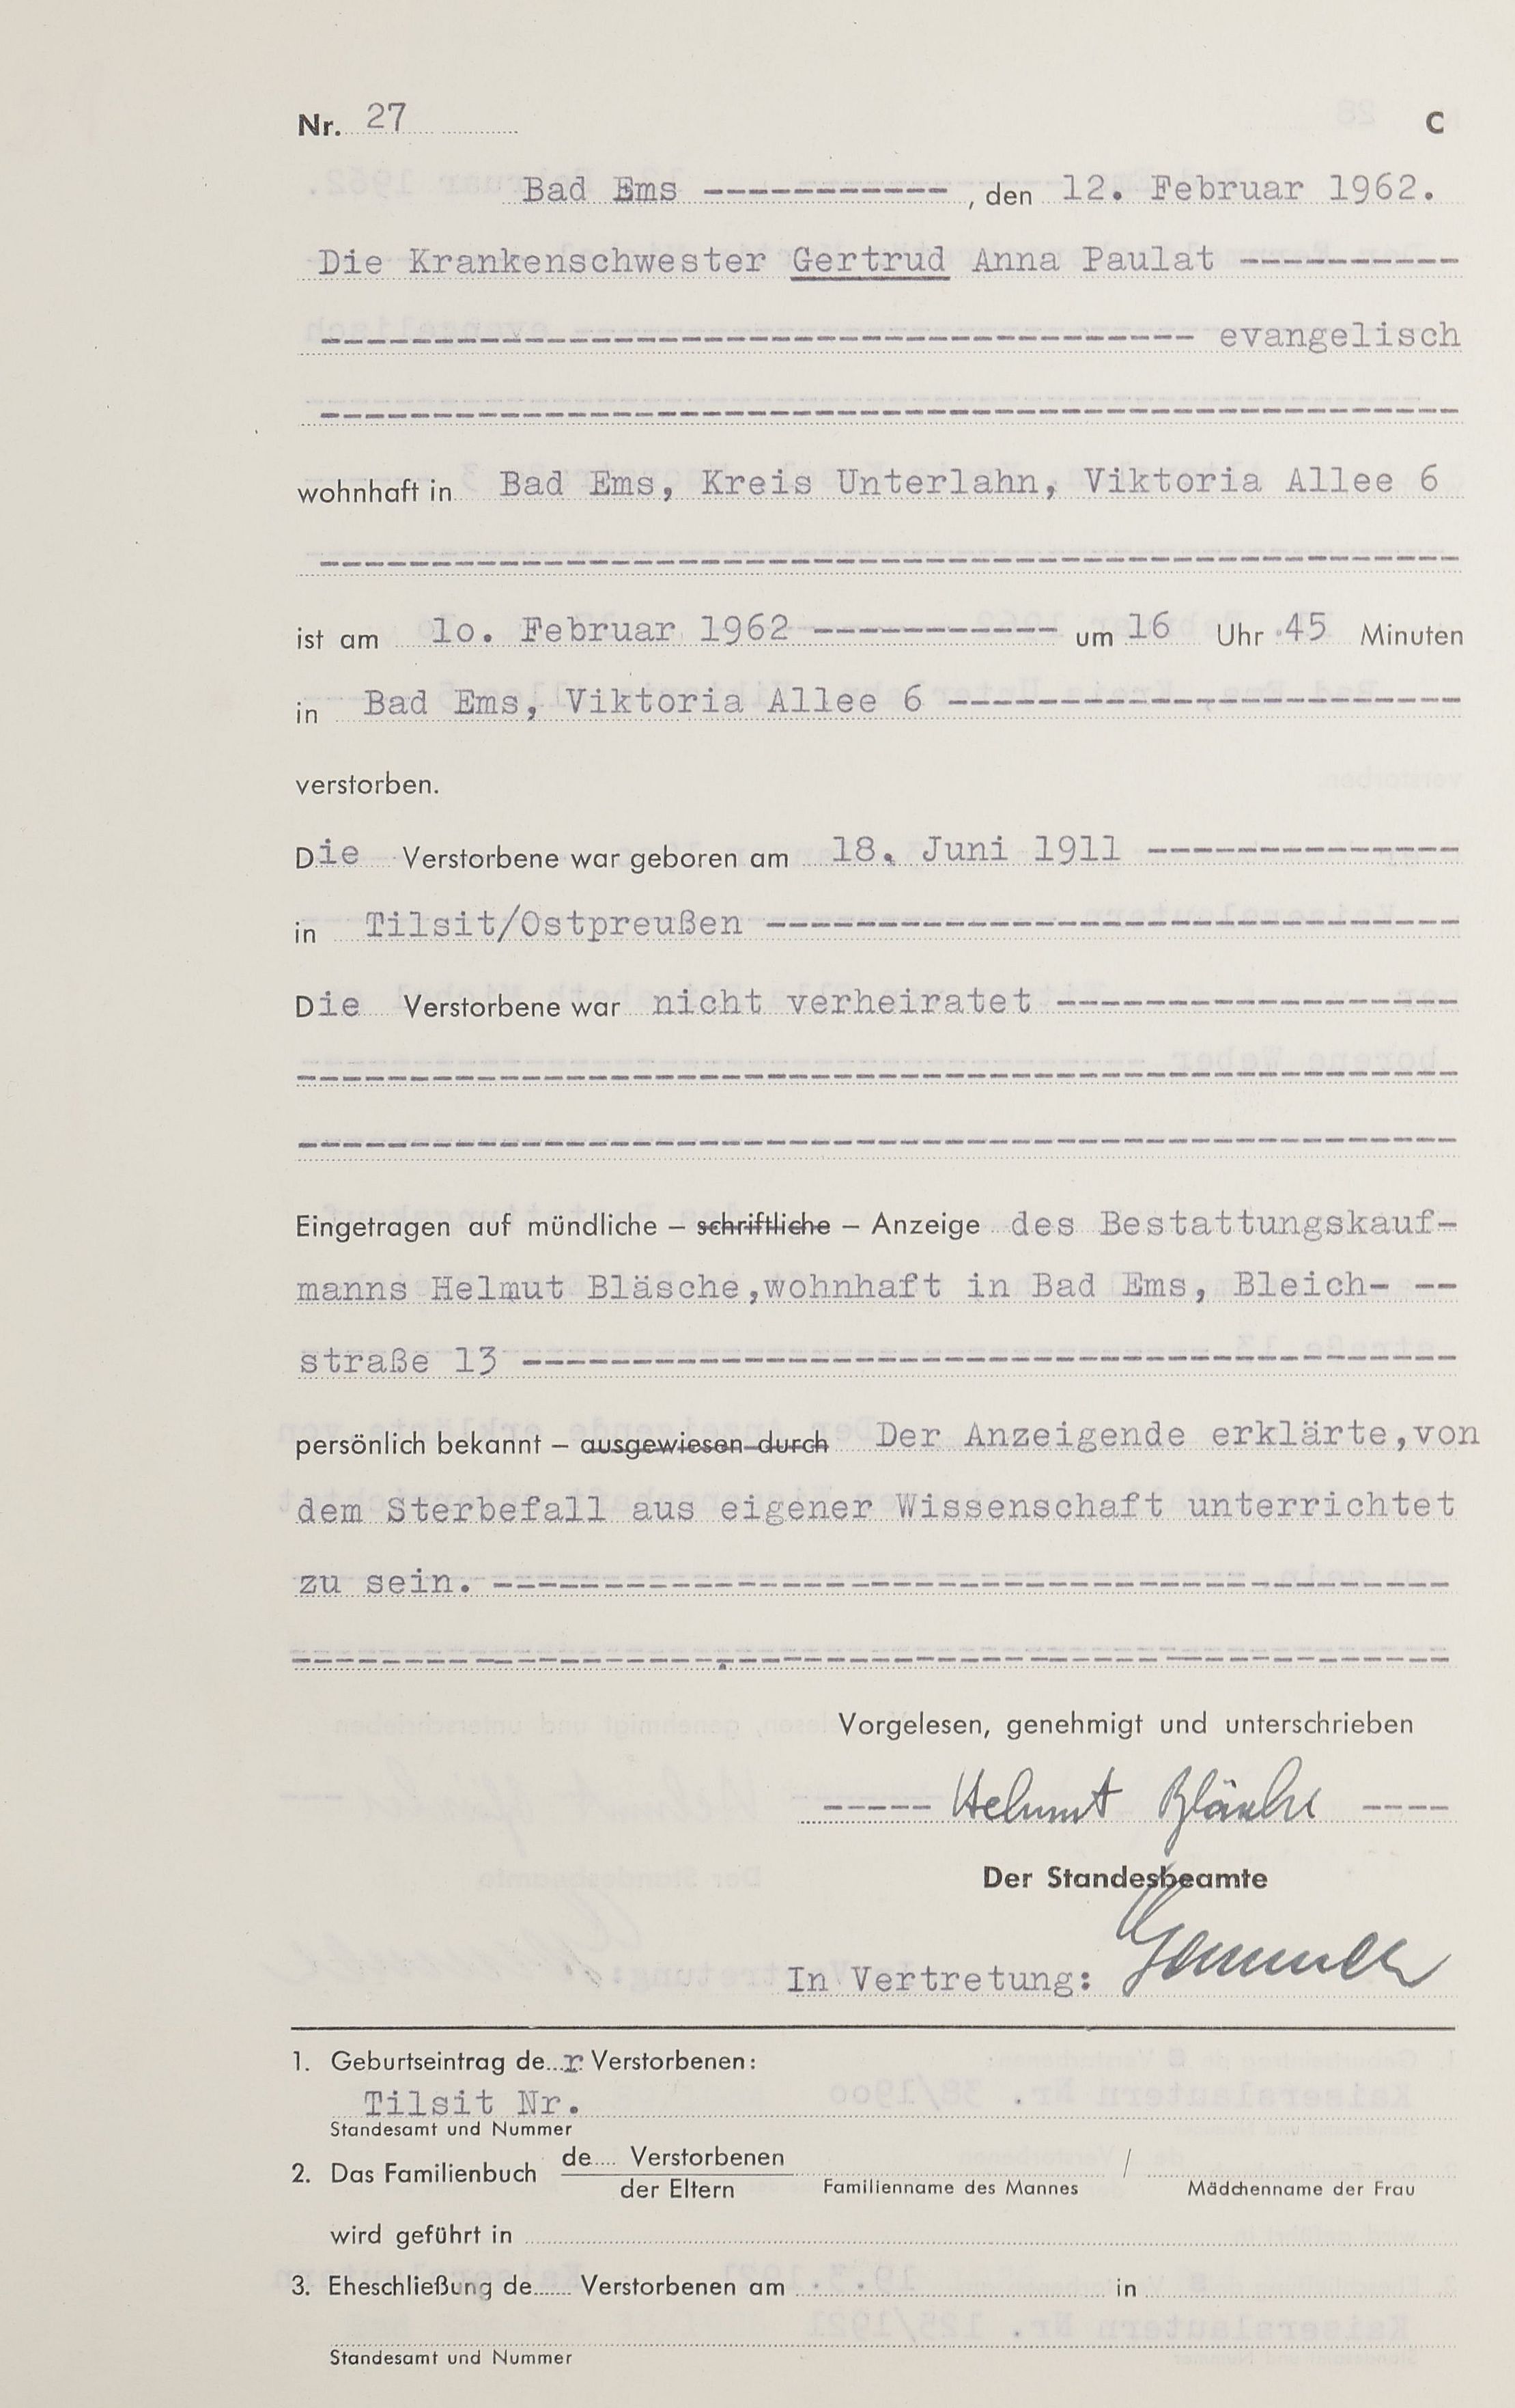 Nr. 27 C
Bad Ems ----------- , den 12. Februar 1962.
Die Krankenschwester Gertrud Anna Paulat ----------
--------------------------------------- evangelisch
---------------------------------------------------
wohnhaft in Bad Ems, Kreis Unterlahn, Viktoria Allee 6
---------------------------------------------------
ist am 1o. Februar 1962 ----------- um 16 Uhr 45 Minuten
in Bad Ems, Viktoria Allee 6 -----------------------
verstorben.
Die Verstorbene war geboren am 18. Juni 1911 --------------
in Tilsit/Ostpreußen -------------------------------
Die Verstorbene war nicht verheiratet ------------------
----------------------------------------------------
----------------------------------------------------
Eingetragen auf mündliche – schriftliche – Anzeige des Bestattungskauf-
manns Helmut Bläsche,wohnhaft in Bad Ems, Bleich- --
straße 13 ------------------------------------------
persönlich bekannt – ausgewiesen durch Der Anzeigende erklärte,von
dem Sterbefall aus eigener Wissenschaft unterrichtet
zu sein. -------------------------------------------
----------------------------------------------------
Vorgelesen, genehmigt und unterschrieben
----- Helmut Bläsche ----
Der Standesbeamte
In Vertretung:
1. Geburtseintrag de...r Verstorbenen:
Tilsit Nr.
Standesamt und Nummer
2. Das Familienbuch de.... Verstorbenen /
der Eltern Familienname des Mannes Mädchenname der Frau
wird geführt in
3. Eheschließung de...... Verstorbenen am in
Standesamt und Nummer